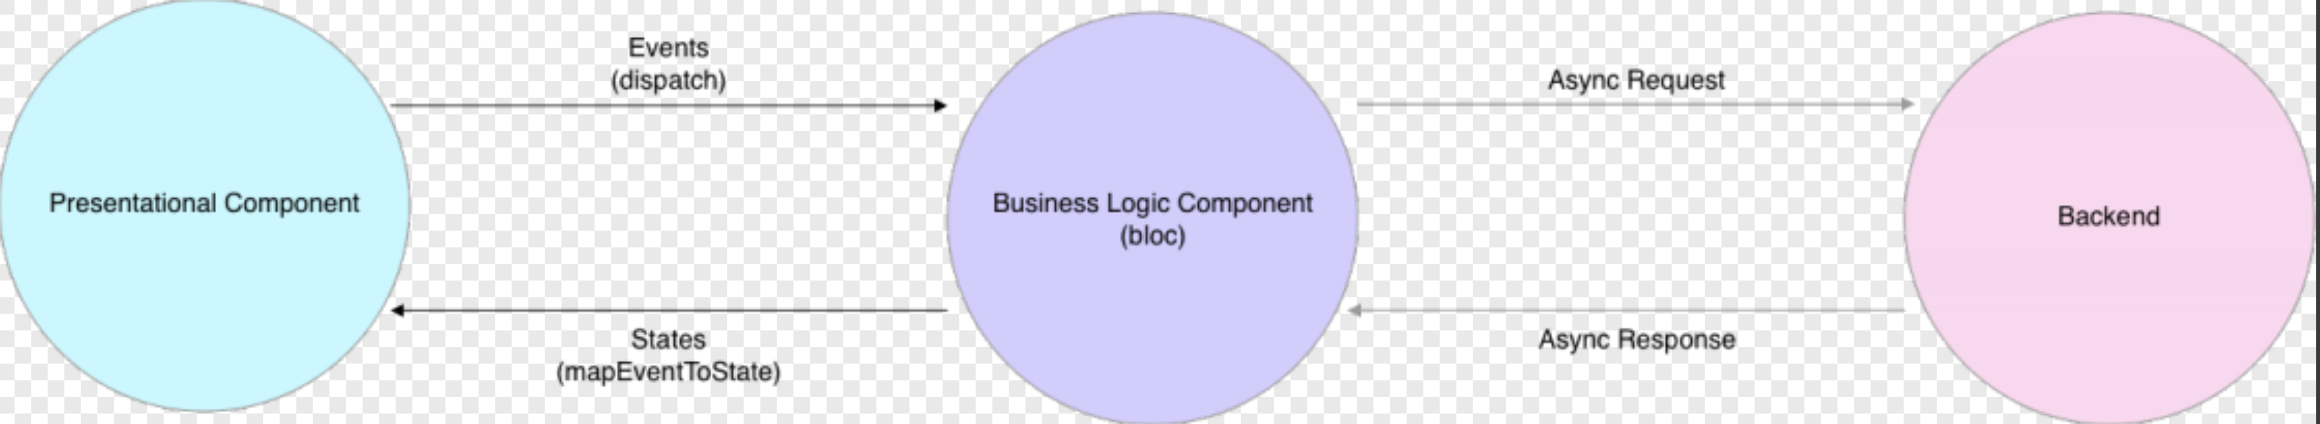 Presentational Component
Events
(dispatch)
States
(mapEventToState)
Business Logic Component
(bloc)
Async Request
Async Response
Backend